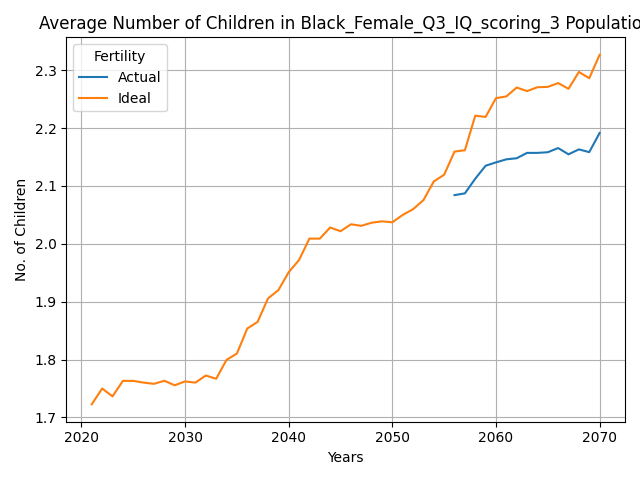 Average Number of Children in Black_Female_Q3_IQ_scoring_3 Populatio
Fertility
Actual
Ideal
No. of Children
2.3
2.2
2.1
2.0
1.9
1.8
1.7
2020 2030 2040 2050 2060 2070
Years